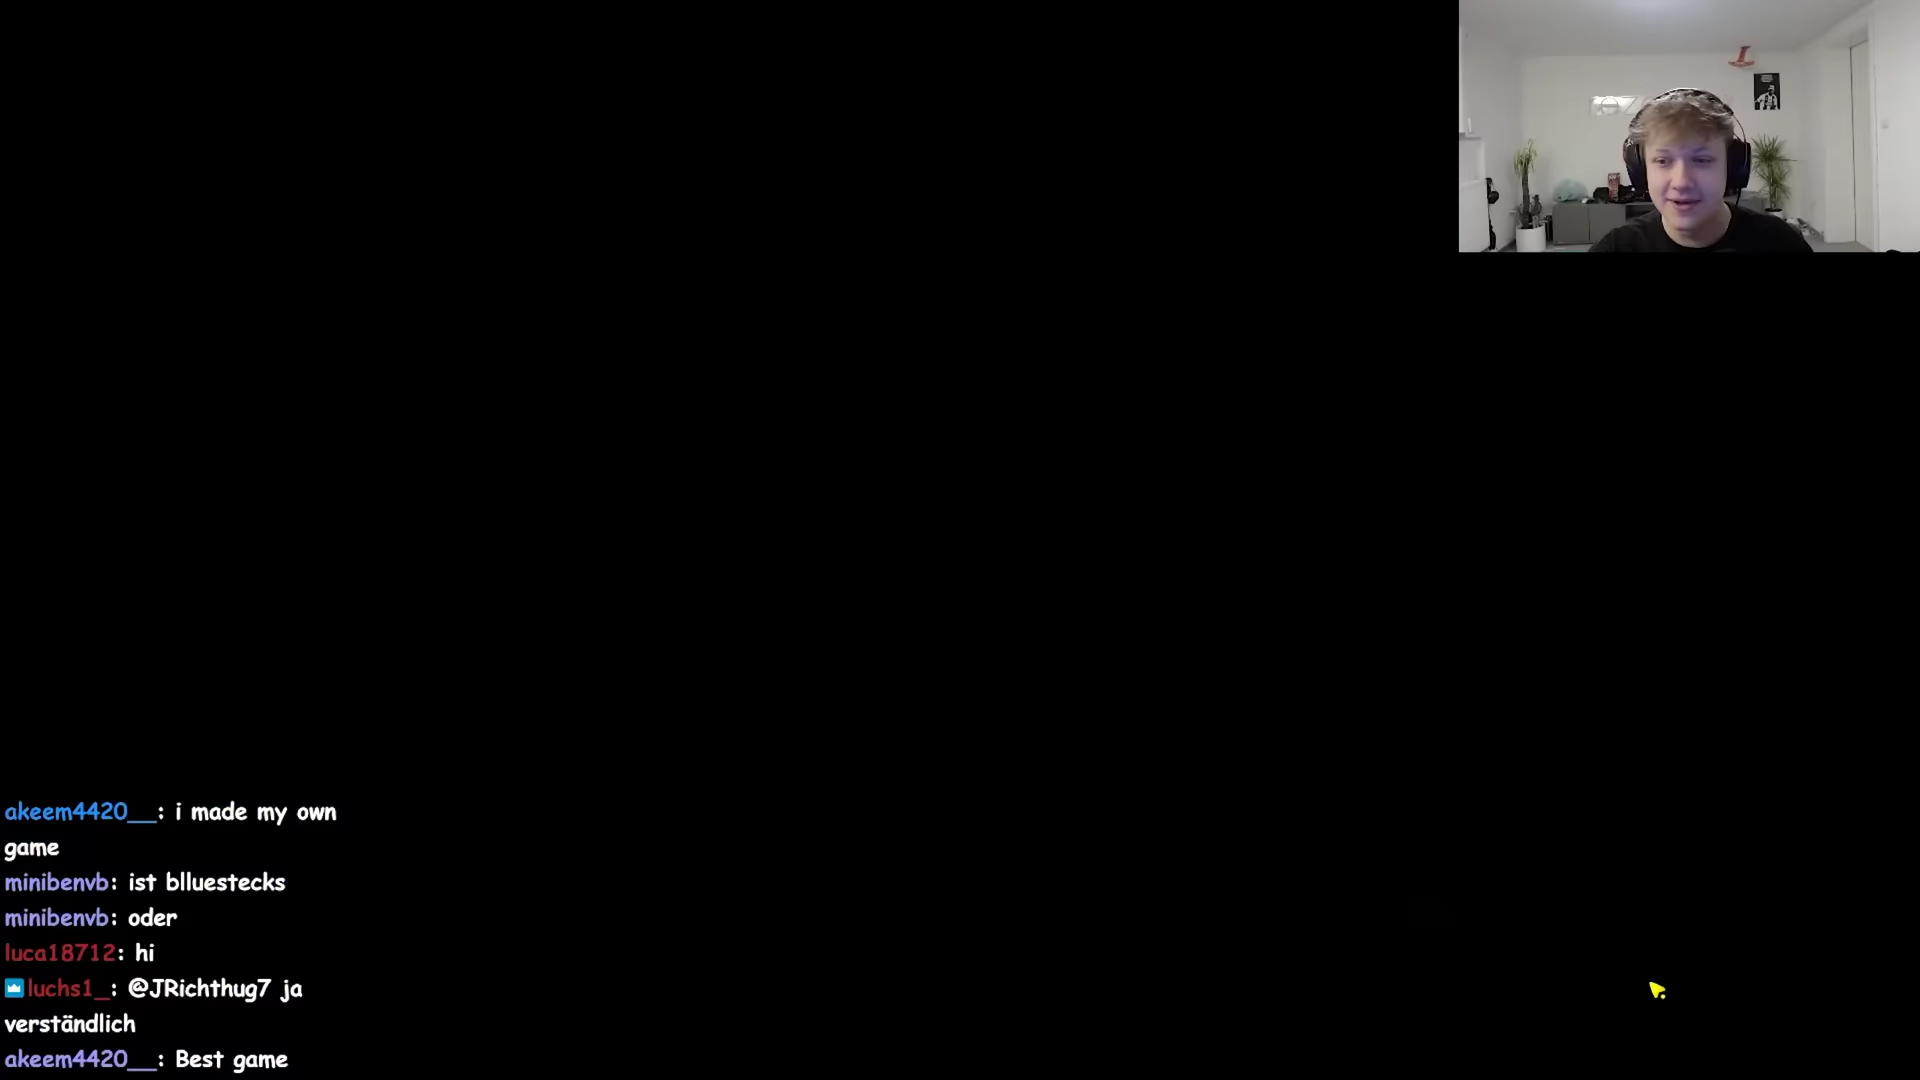 akeem4420__: i made my own
game
minibenvb: ist blluestecks
minibenvb: oder
luca18712: hi
luchs1_: @JRichthug7 ja
verständlich
akeem4420__: Best game